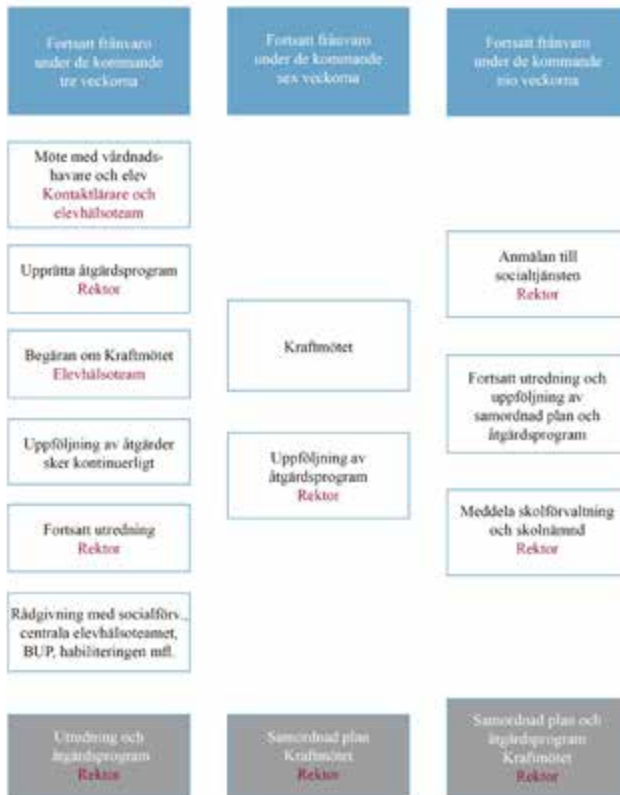 Fortsatt frånvaro
under de kommande
tre veckorna
Möte med vårdnads-
havare och elev
Kontaktlärare och
elevhälsoteam
Upprätta åtgärdsprogram
Rektor
Begäran om Kraftmötet
Elevhälsoteam
Uppföljning av åtgärder
sker kontinuerligt
Fortsatt utredning
Rektor
Rådgivning med socialförv.,
centrala elevhälsoteamet,
BUP, habiliteringen mfl.
Utredning och
åtgärdsprogram
Rektor
Fortsatt frånvaro
under de kommande
sex veckorna
Kraftmötet
Uppföljning av
åtgärdsprogram
Rektor
Samordnad plan
Kraftmötet
Rektor
Fortsatt frånvaro
under de kommande
nio veckorna
Anmälan till
socialtjänsten
Rektor
Fortsatt utredning och
uppföljning av
samordnad plan och
åtgärdsprogram
Meddela skolförvaltning
och skolnämnd
Rektor
Samordnad plan och
åtgärdsprogram
Kraftmötet
Rektor